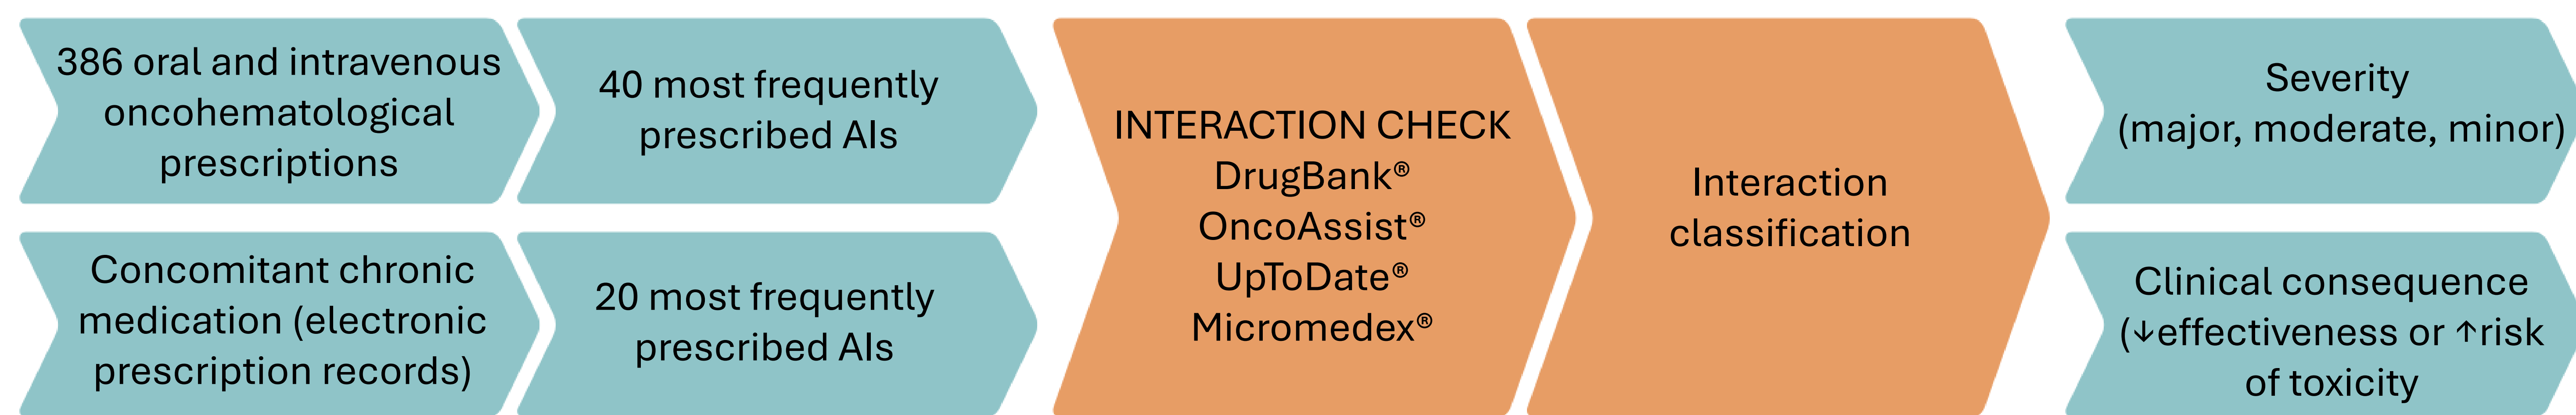 386 oral and intravenous
oncohematological
prescriptions
40 most frequently
prescribed AIs
Concomitant chronic
medication (electronic
prescription records)
20 most frequently
prescribed AIs
INTERACTION CHECK
DrugBank®
OncoAssist®
UpToDate®
Micromedex®
Interaction
classification
Severity
(major, moderate, minor)
Clinical consequence
(↓effectiveness or ↑risk
of toxicity